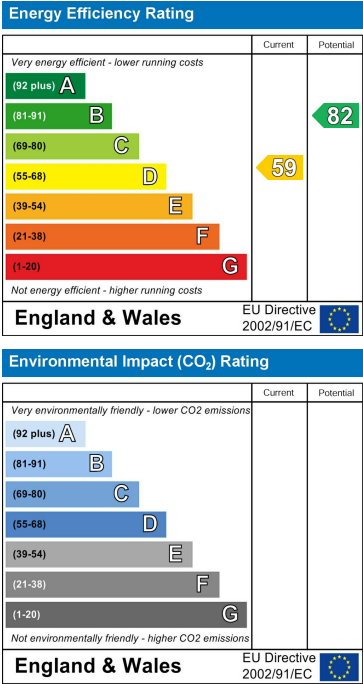 Energy Efficiency Rating
Current Potential
Very energy efficient - lower running costs
(92 plus) A
(81-91) B
82
(69-80) C
(55-68) D
59
(39-54) E
(21-38) F
(1-20) G
Not energy efficient - higher running costs
England & Wales
EU Directive
2002/91/EC
Environmental Impact (CO₂) Rating
Current Potential
Very environmentally friendly - lower CO2 emissions
(92 plus) A
(81-91) B
(69-80) C
(55-68) D
(39-54) E
(21-38) F
(1-20) G
Not environmentally friendly - higher CO2 emissions
England & Wales
EU Directive
2002/91/EC